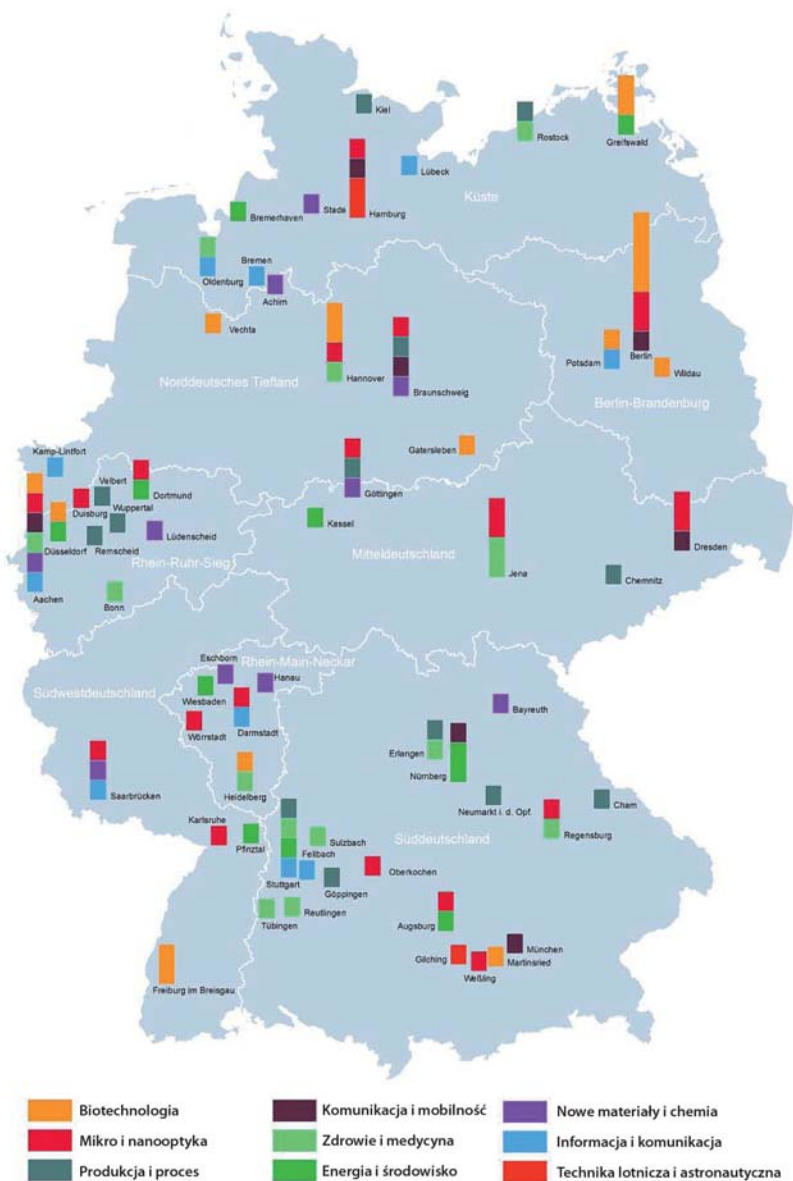 Kiel
Rostock
Greifswald
Lübeck
Küste
Stade
Hamburg
Bremerhaven
Bremen
Oldenburg
Achim
Vechta
Potsdam
Berlin
Wildau
Hannover
Norddeutsches Tiefland
Braunschweig
Berlin-Brandenburg
Gatersleben
Kamp-Lintfort
Velbert
Dortmund
Göttingen
Duisburg
Wuppertal
Kassel
Lüdenscheid
Düsseldorf
Remscheid
Mitteldeutschland
Dresden
Rhein-Ruhr-Sieg
Jena
Chemnitz
Aachen
Bonn
Eschborn
Rhein-Main-Neckar
Hanau
Südwestdeutschland
Wiesbaden
Bayreuth
Wörrstadt
Darmstadt
Erlangen
Nürnberg
Saarbrücken
Heidelberg
Neumarkt i. d. Opf.
Cham
Karlsruhe
Regensburg
Süddeutschland
Pfinztal
Sulzbach
Fellbach
Oberkochen
Stuttgart
Göppingen
Reutlingen
Tübingen
Augsburg
München
Gilching
Martinsried
Weßling
Freiburg im Breisgau
Biotechnologia
Komunikacja i mobilność
Nowe materiały i chemia
Mikro i nanooptyka
Zdrowie i medycyna
Informacja i komunikacja
Produkcja i proces
Energia i środowisko
Technika lotnicza i astronautyczna